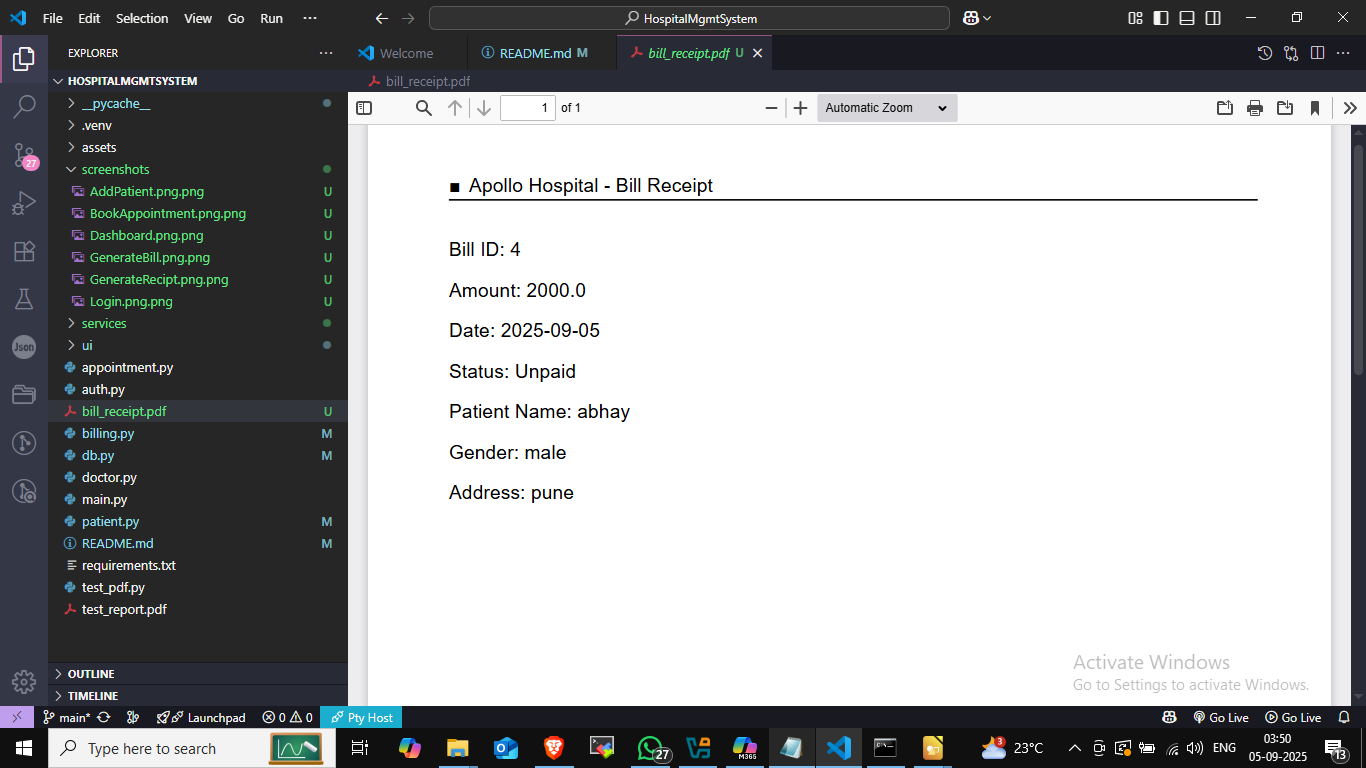 File Edit Selection View Go Run ··· HospitalMgmtSystem
EXPLORER ···
Welcome README.md M bill_receipt.pdf U
HOSPITALMGMTSYSTEM
bill_receipt.pdf
__pycache__
.venv
assets
screenshots
AddPatient.png.png U
BookAppointment.png.png U
Dashboard.png.png U
GenerateBill.png.png U
GenerateRecipt.png.png U
Login.png.png U
services
ui
appointment.py
auth.py
bill_receipt.pdf U
billing.py M
db.py M
doctor.py
main.py
patient.py M
README.md M
requirements.txt
test_pdf.py
test_report.pdf
OUTLINE
TIMELINE
27
Json
1 of 1 Automatic Zoom
■ Apollo Hospital - Bill Receipt
Bill ID: 4
Amount: 2000.0
Date: 2025-09-05
Status: Unpaid
Patient Name: abhay
Gender: male
Address: pune
Activate Windows
Go to Settings to activate Windows.
main* Launchpad 0 0 Pty Host Go Live Go Live
Type here to search 27 M365 3 23°C ENG 03:50
05-09-2025 13